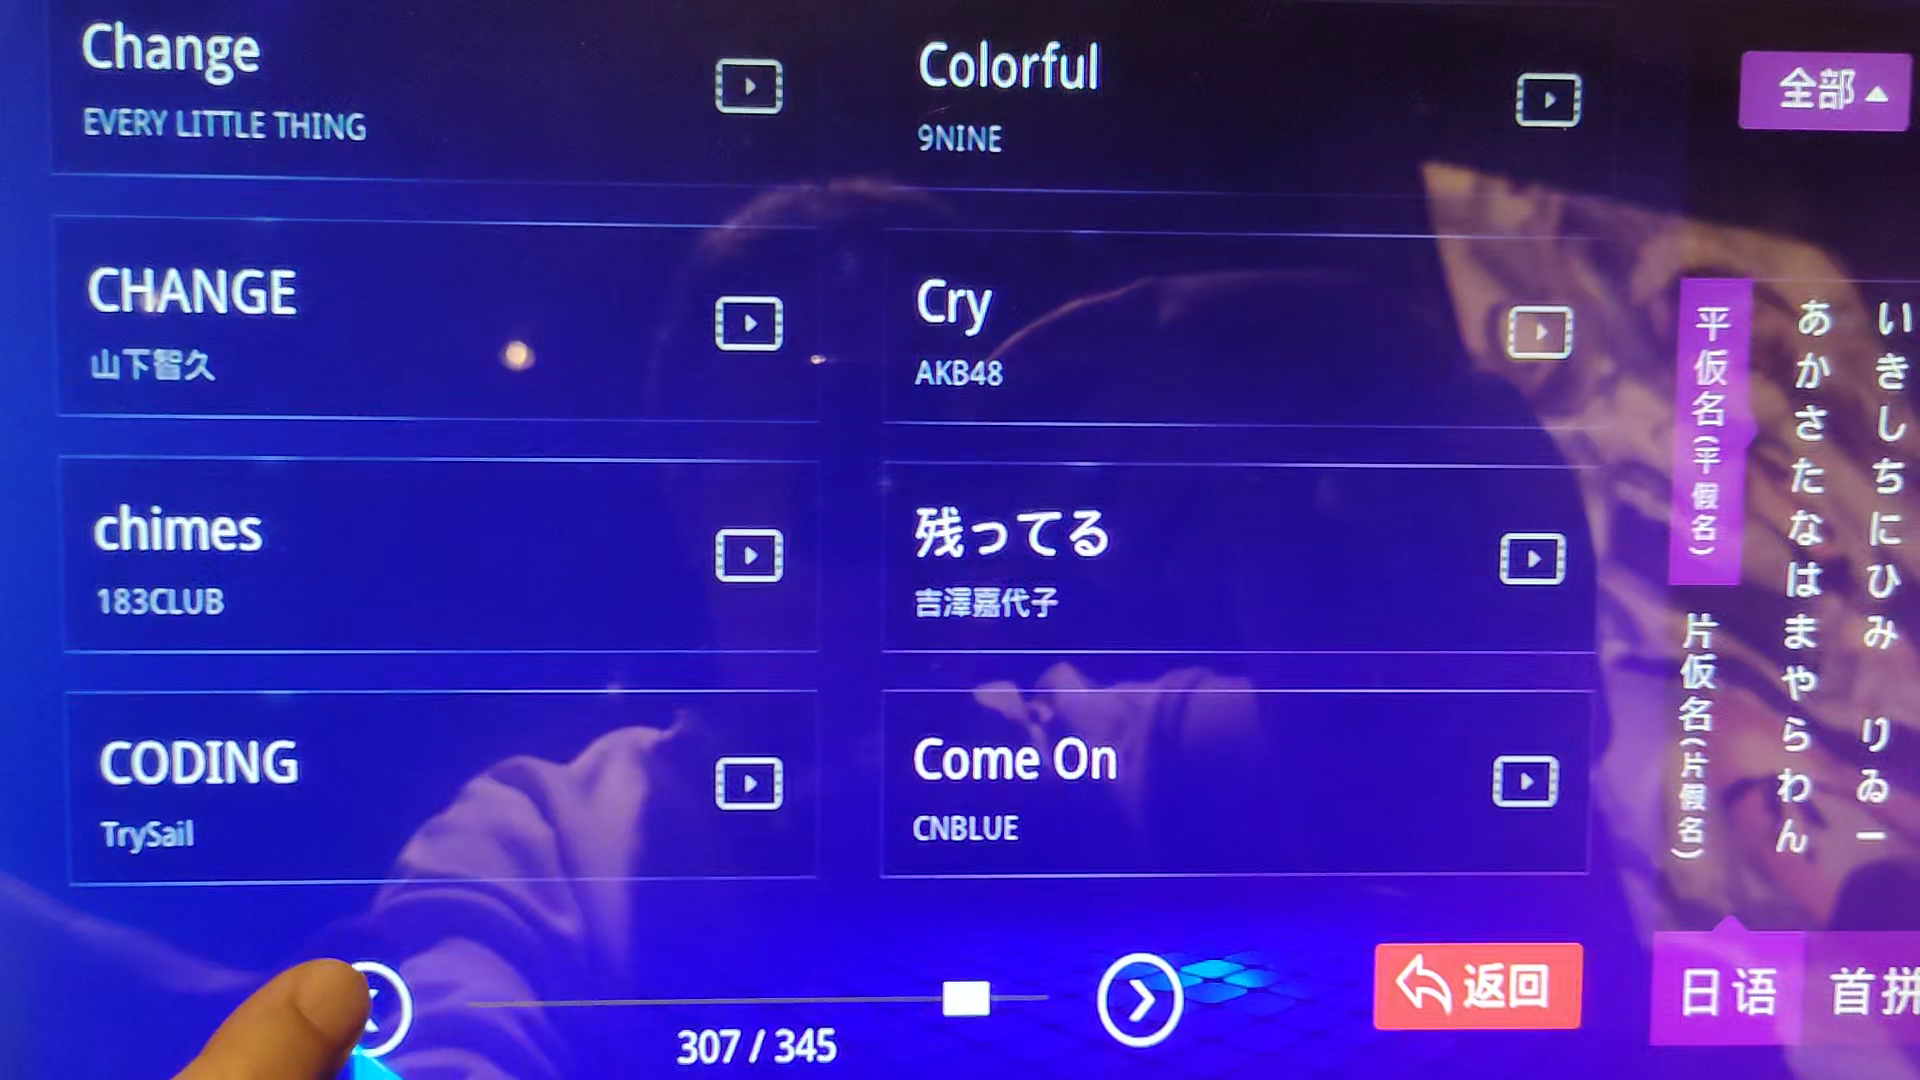 Change
EVERY LITTLE THING
Colorful
9NINE
全部
CHANGE
山下智久
Cry
AKB48
chimes
183CLUB
残ってる
吉澤嘉代子
CODING
TrySail
Come On
CNBLUE
平仮名(平假名)
片仮名(片假名)
あかさたなはまやらわん
いきしちにひみ りゐー
307 / 345
返回
日语
首拼